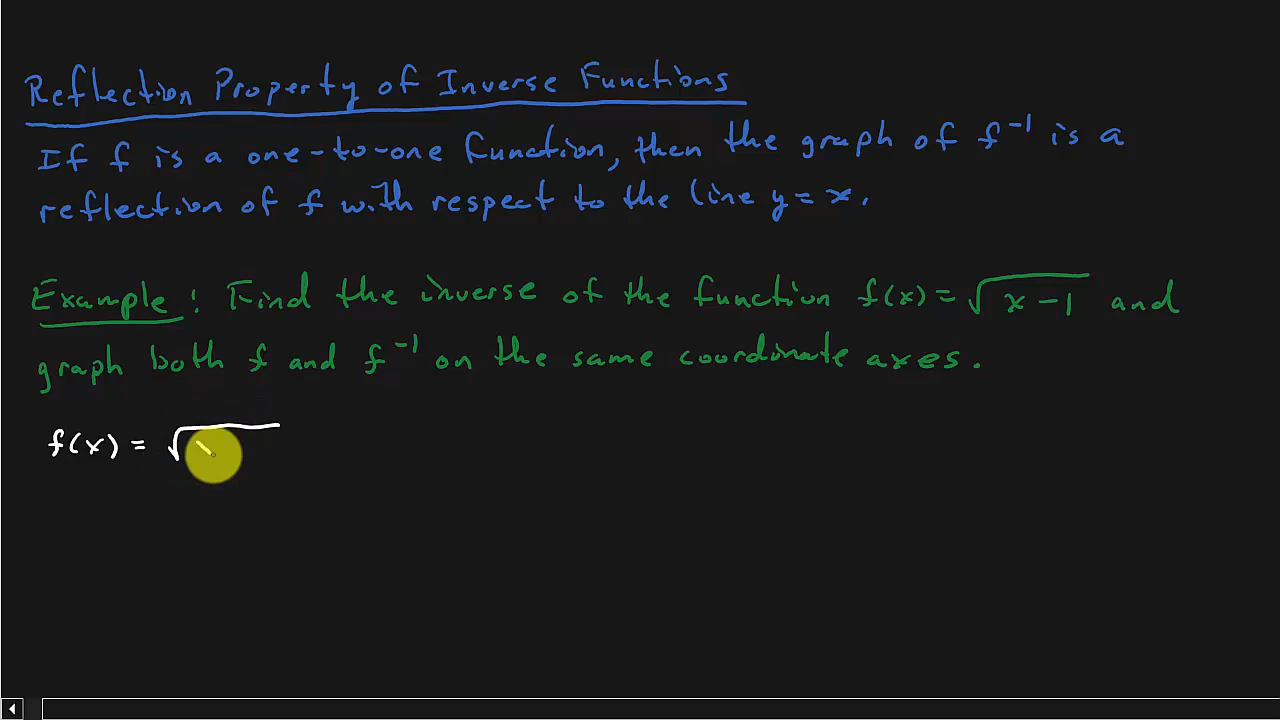 Reflection Property of Inverse Functions
If f is a one-to-one function, then the graph of f⁻¹ is a
reflection of f with respect to the line y = x.
Example: Find the inverse of the function f(x) = √(x - 1) and
graph both f and f⁻¹ on the same coordinate axes.
f(x) = √